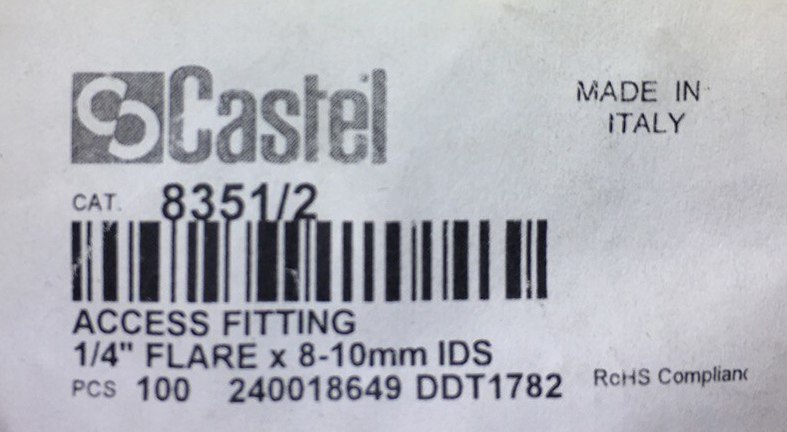 Castel
MADE IN
ITALY
CAT. 8351/2
ACCESS FITTING
1/4" FLARE x 8-10mm IDS
PCS 100 240018649 DDT1782
RoHS Complian